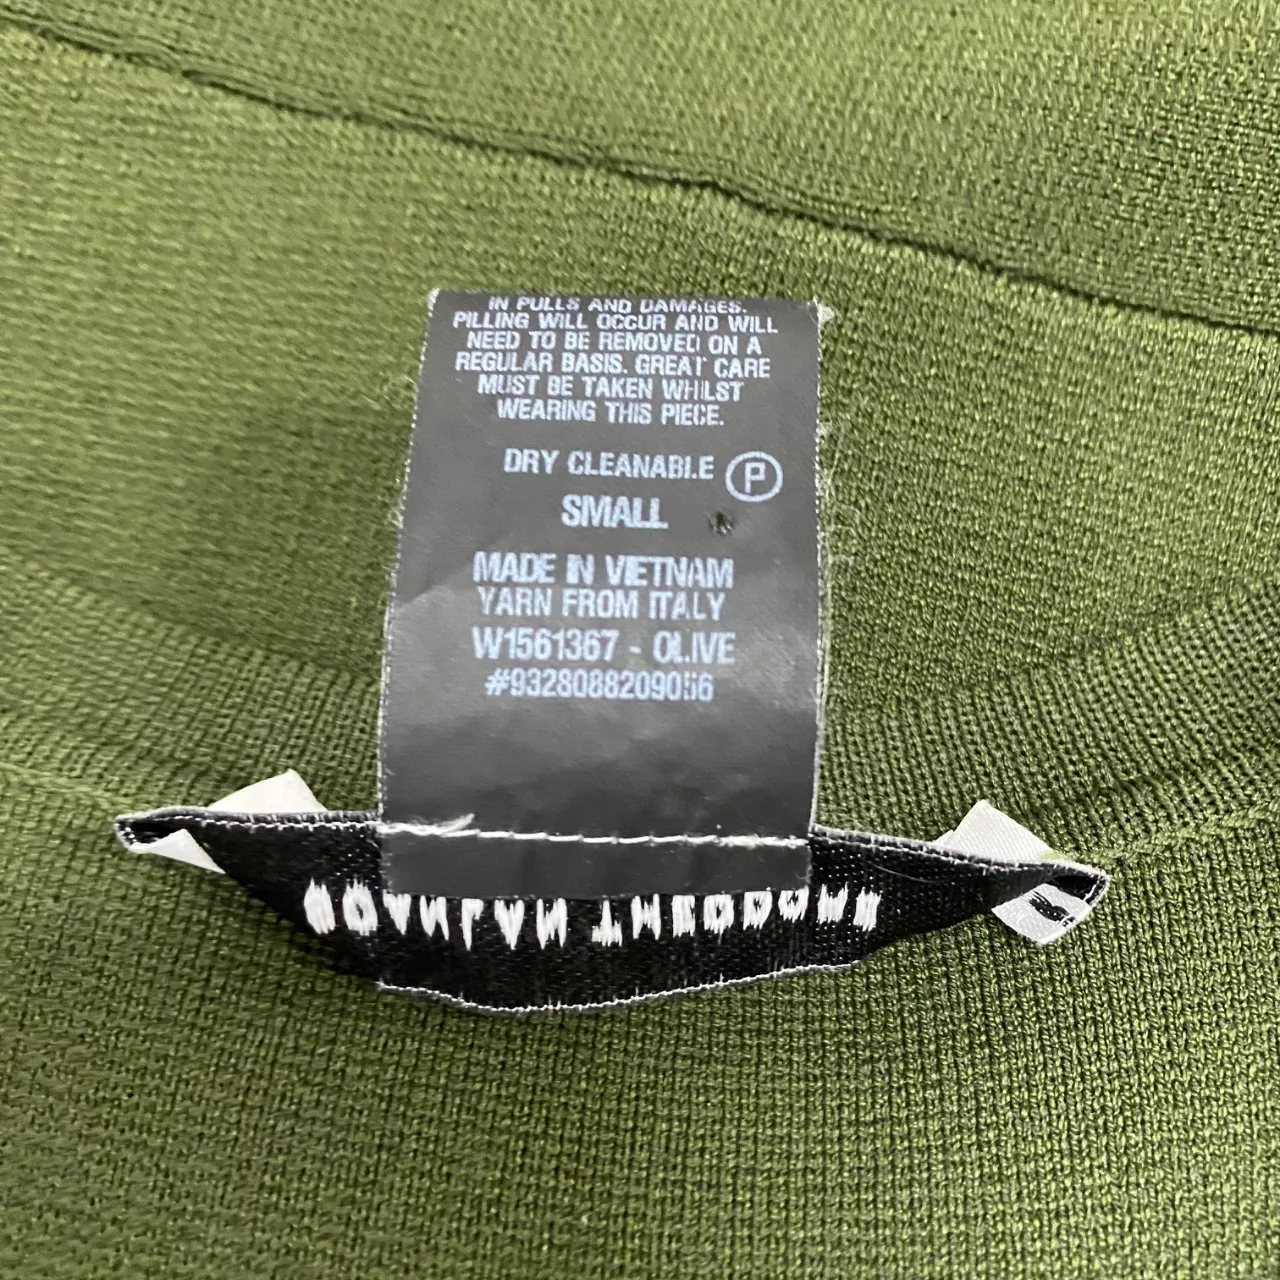 IN PULLS AND DAMAGES.
PILLING WILL OCCUR AND WILL
NEED TO BE REMOVED ON A
REGULAR BASIS. GREAT CARE
MUST BE TAKEN WHILST
WEARING THIS PIECE.
DRY CLEANABLE P
SMALL
MADE IN VIETNAM
YARN FROM ITALY
W1561367 - OLIVE
#9328088209056